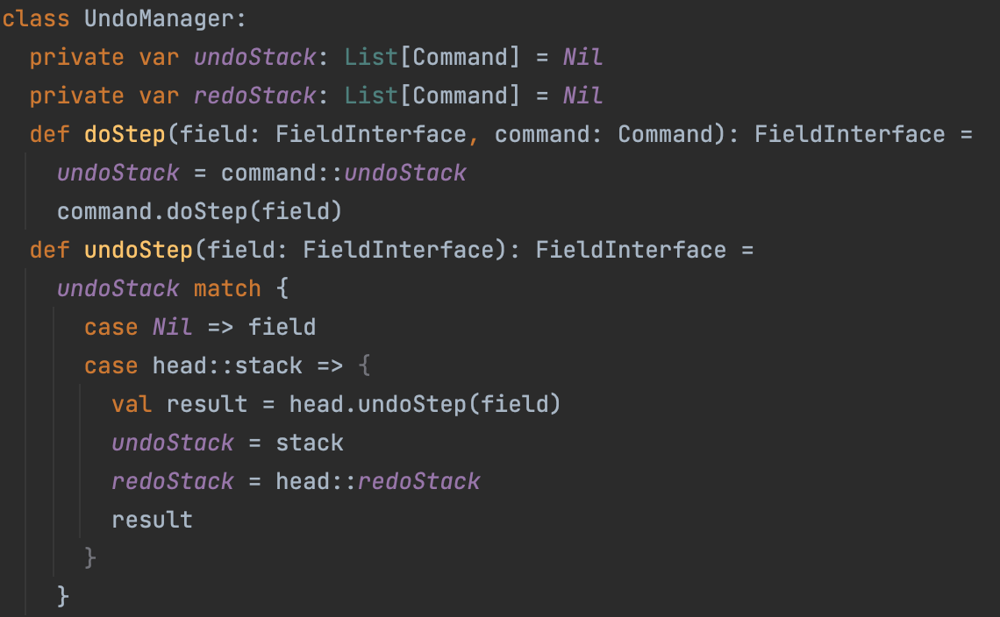 class UndoManager:
  private var undoStack: List[Command] = Nil
  private var redoStack: List[Command] = Nil
  def doStep(field: FieldInterface, command: Command): FieldInterface =
    undoStack = command::undoStack
    command.doStep(field)
  def undoStep(field: FieldInterface): FieldInterface =
    undoStack match {
      case Nil => field
      case head::stack => {
        val result = head.undoStep(field)
        undoStack = stack
        redoStack = head::redoStack
        result
      }
    }